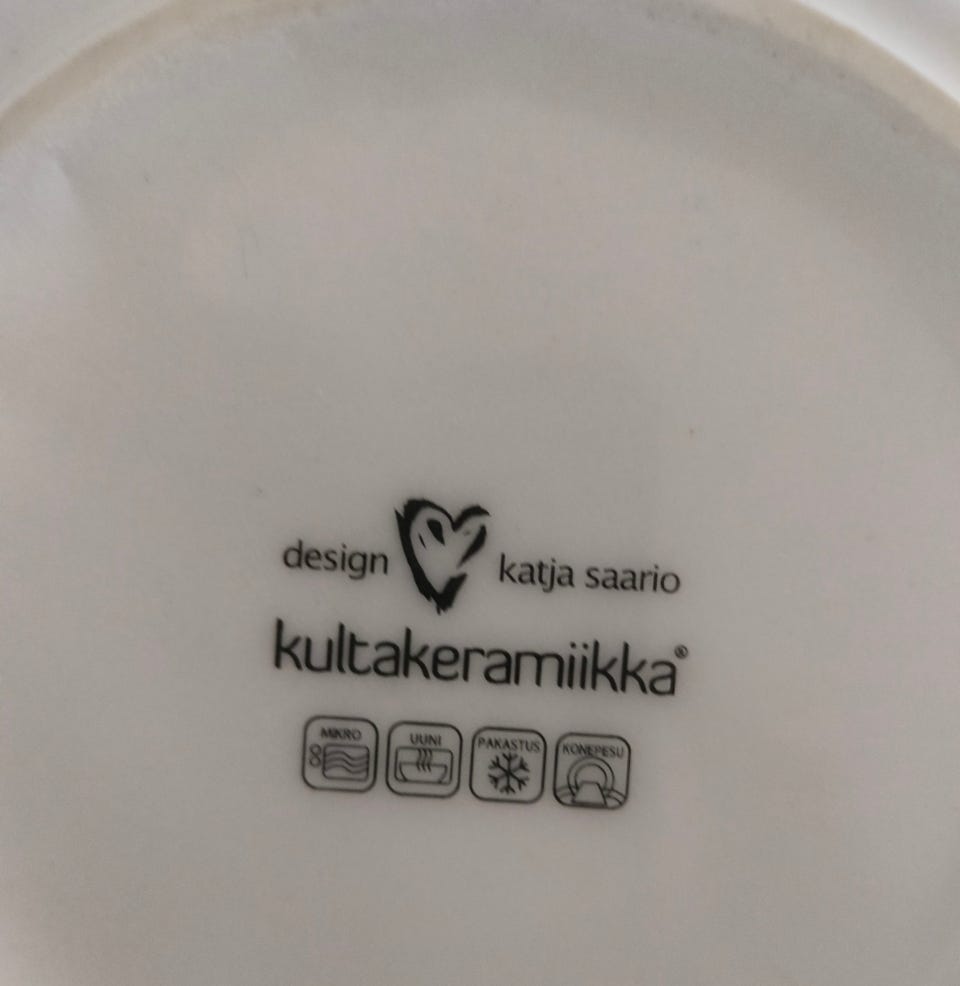 design katja saario
kultakeramiikka®
MIKRO UUNI PAKASTUS KONEPESU